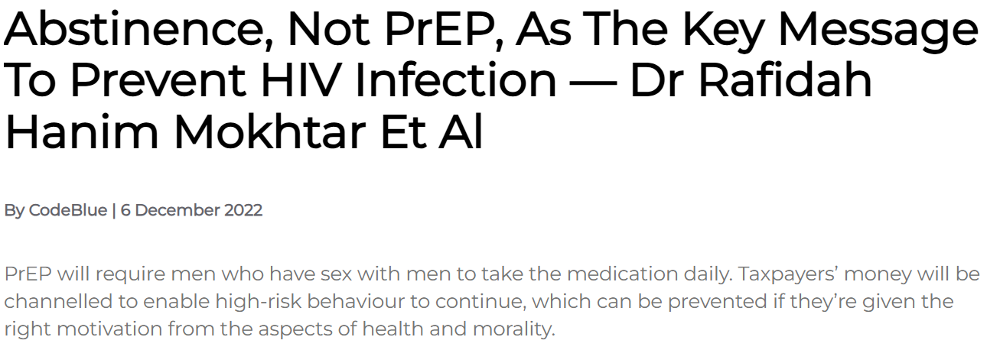 Abstinence, Not PrEP, As The Key Message
To Prevent HIV Infection — Dr Rafidah
Hanim Mokhtar Et Al
By CodeBlue | 6 December 2022
PrEP will require men who have sex with men to take the medication daily. Taxpayers’ money will be
channelled to enable high-risk behaviour to continue, which can be prevented if they’re given the
right motivation from the aspects of health and morality.